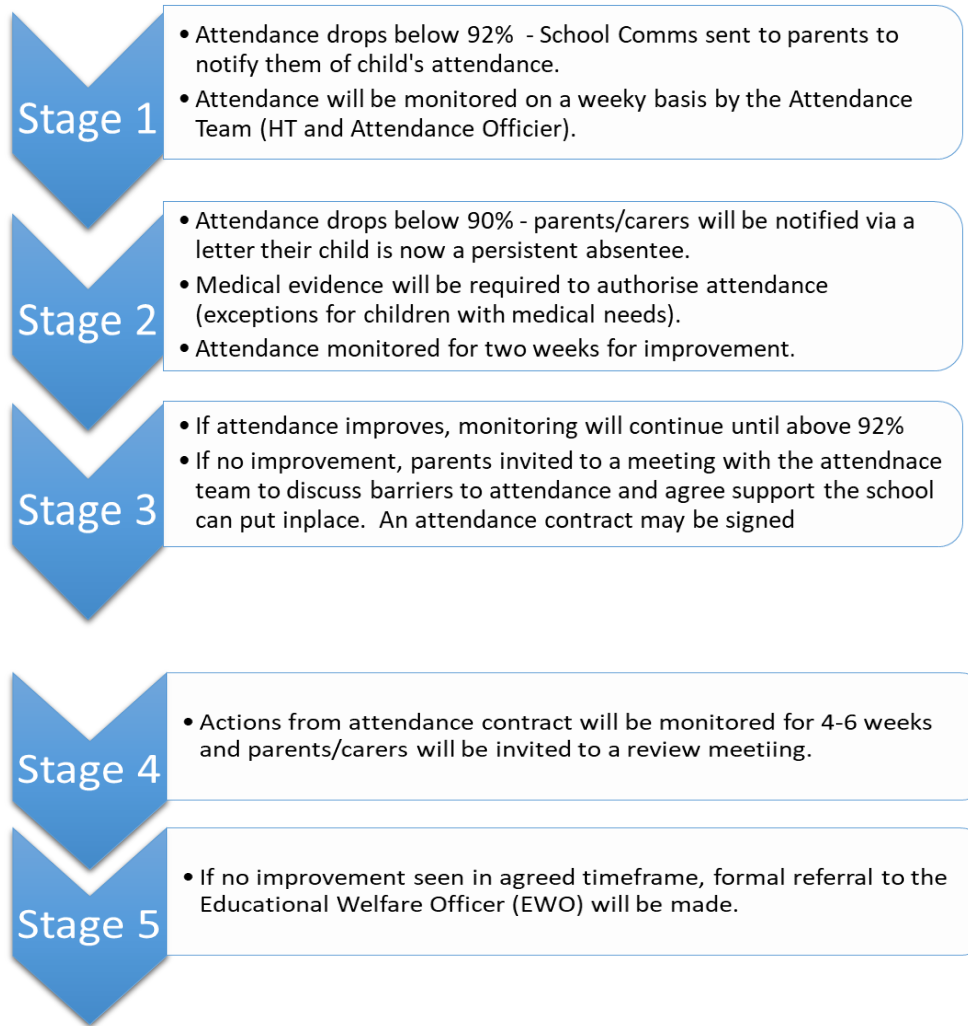 Stage 1
• Attendance drops below 92% - School Comms sent to parents to
notify them of child's attendance.
• Attendance will be monitored on a weeky basis by the Attendance
Team (HT and Attendance Officier).
Stage 2
• Attendance drops below 90% - parents/carers will be notified via a
letter their child is now a persistent absentee.
• Medical evidence will be required to authorise attendance
(exceptions for children with medical needs).
• Attendance monitored for two weeks for improvement.
Stage 3
• If attendance improves, monitoring will continue until above 92%
• If no improvement, parents invited to a meeting with the attendnace
team to discuss barriers to attendance and agree support the school
can put inplace. An attendance contract may be signed
Stage 4
• Actions from attendance contract will be monitored for 4-6 weeks
and parents/carers will be invited to a review meetiing.
Stage 5
• If no improvement seen in agreed timeframe, formal referral to the
Educational Welfare Officer (EWO) will be made.